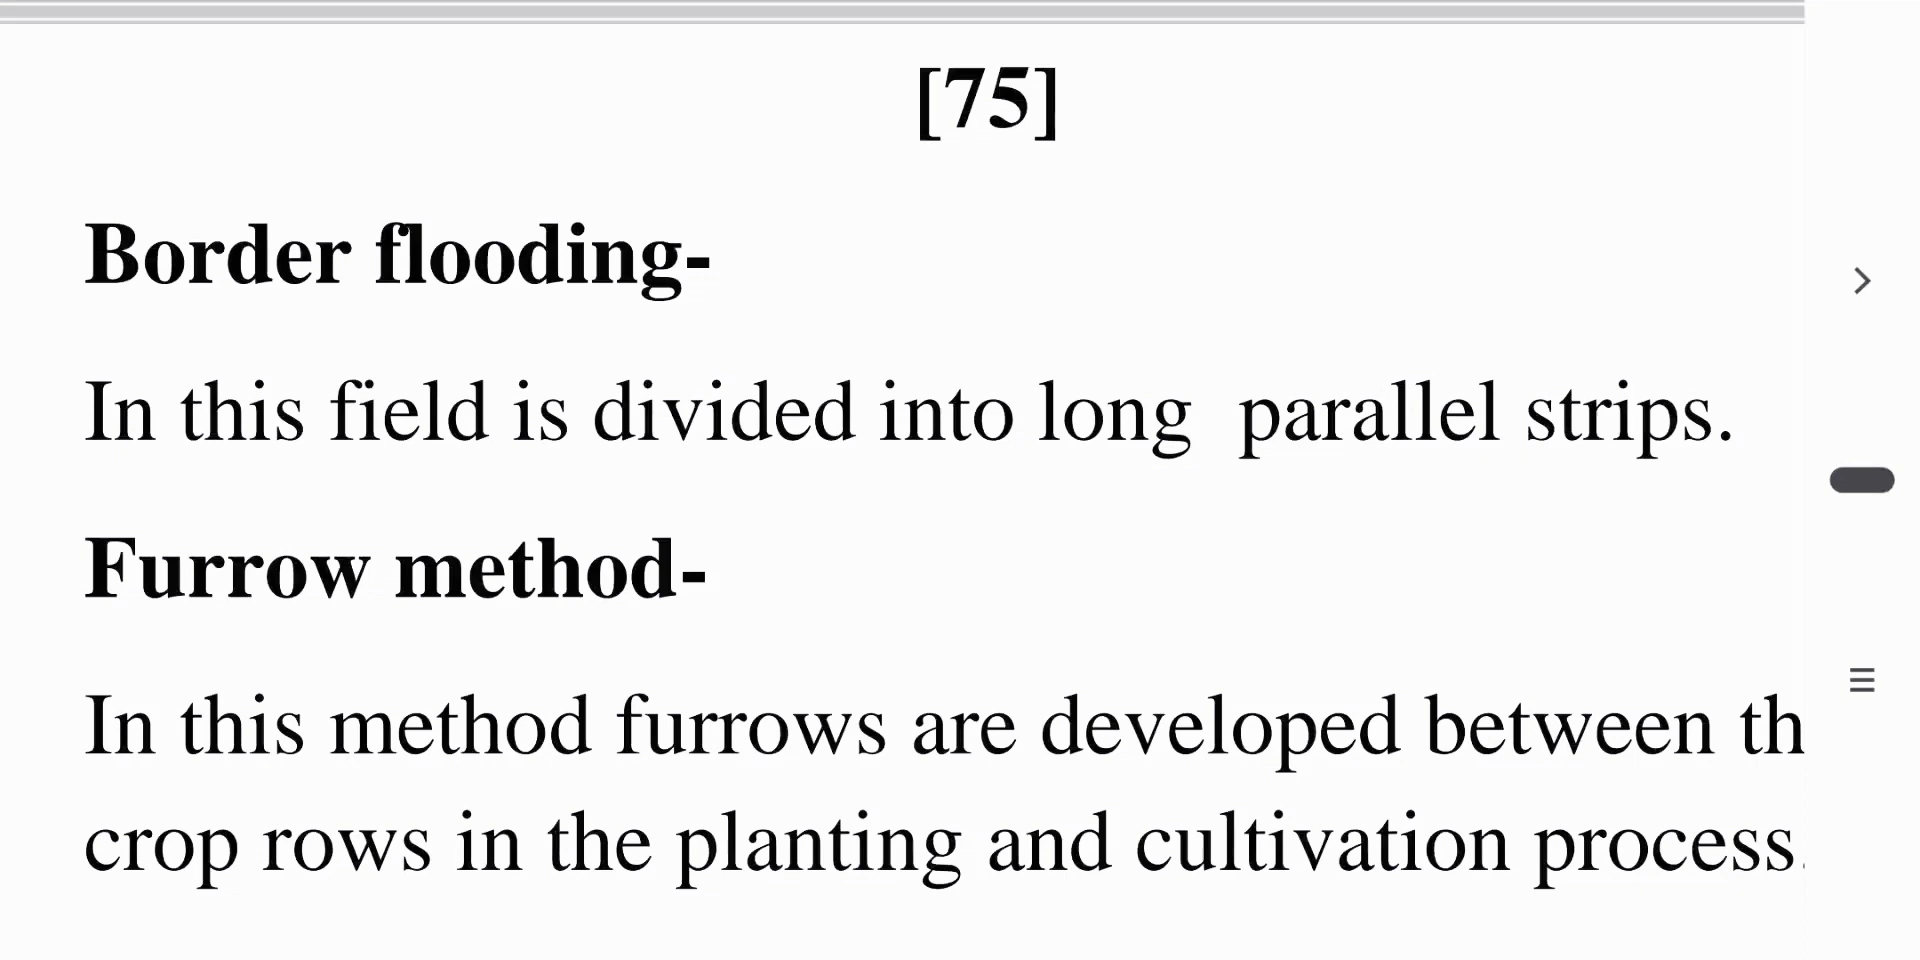 [75]
Border flooding-
In this field is divided into long  parallel strips.
Furrow method-
In this method furrows are developed between th
crop rows in the planting and cultivation process.